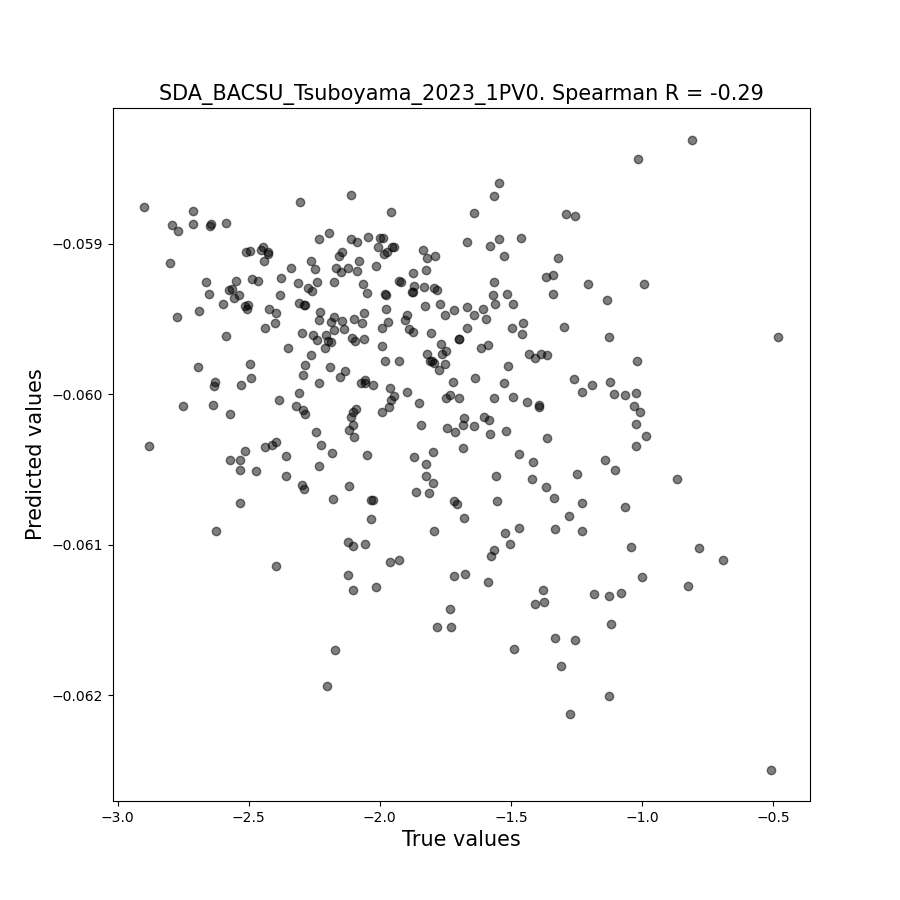 SDA_BACSU_Tsuboyama_2023_1PV0. Spearman R = -0.29
Predicted values
−0.059
−0.060
−0.061
−0.062
−3.0 −2.5 −2.0 −1.5 −1.0 −0.5
True values